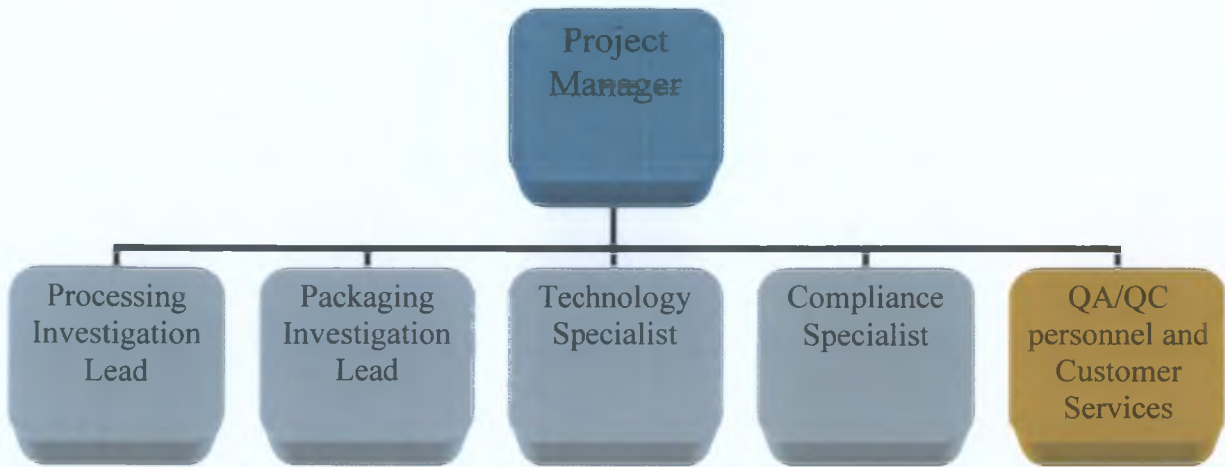 Project
Manager
Processing
Investigation
Lead
Packaging
Investigation
Lead
Technology
Specialist
Compliance
Specialist
QA/QC
personnel and
Customer
Services